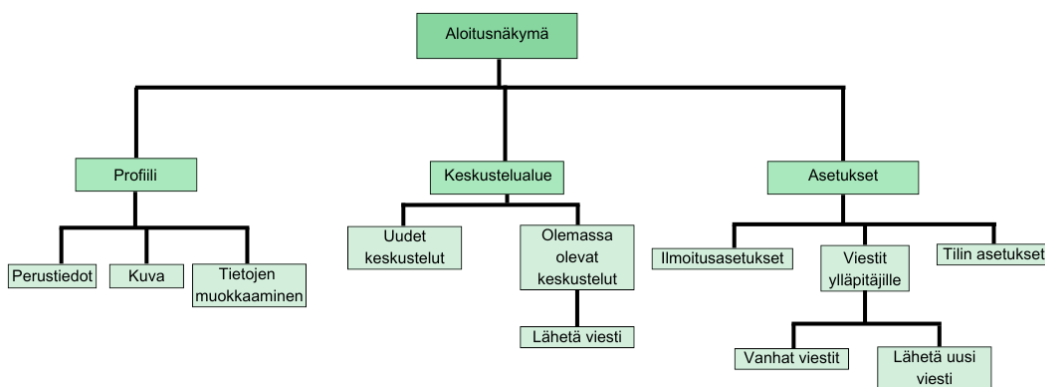 Aloitusnäkymä
Profiili
Keskustelualue
Asetukset
Perustiedot
Kuva
Tietojen
muokkaaminen
Uudet
keskustelut
Olemassa
olevat
keskustelut
Lähetä viesti
Ilmoitusasetukset
Viestit
ylläpitäjille
Tilin asetukset
Vanhat viestit
Lähetä uusi
viesti